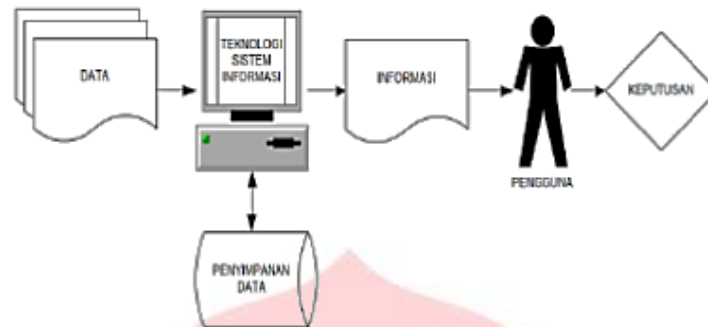 DATA
TEKNOLOGI
SISTEM
INFORMASI
INFORMASI
KEPUTUSAN
PENGGUNA
PENYIMPANAN
DATA